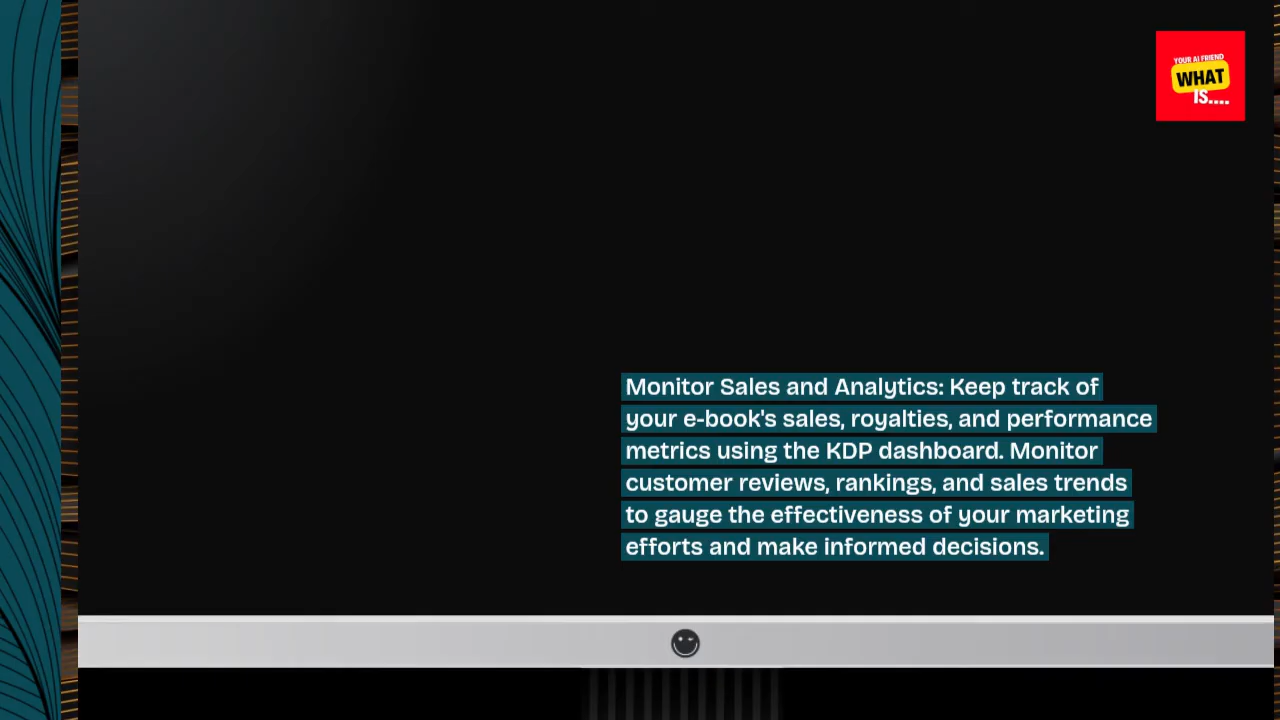 YOUR AI FRIEND
WHAT
IS....
Monitor Sales and Analytics: Keep track of
your e-book's sales, royalties, and performance
metrics using the KDP dashboard. Monitor
customer reviews, rankings, and sales trends
to gauge the effectiveness of your marketing
efforts and make informed decisions.